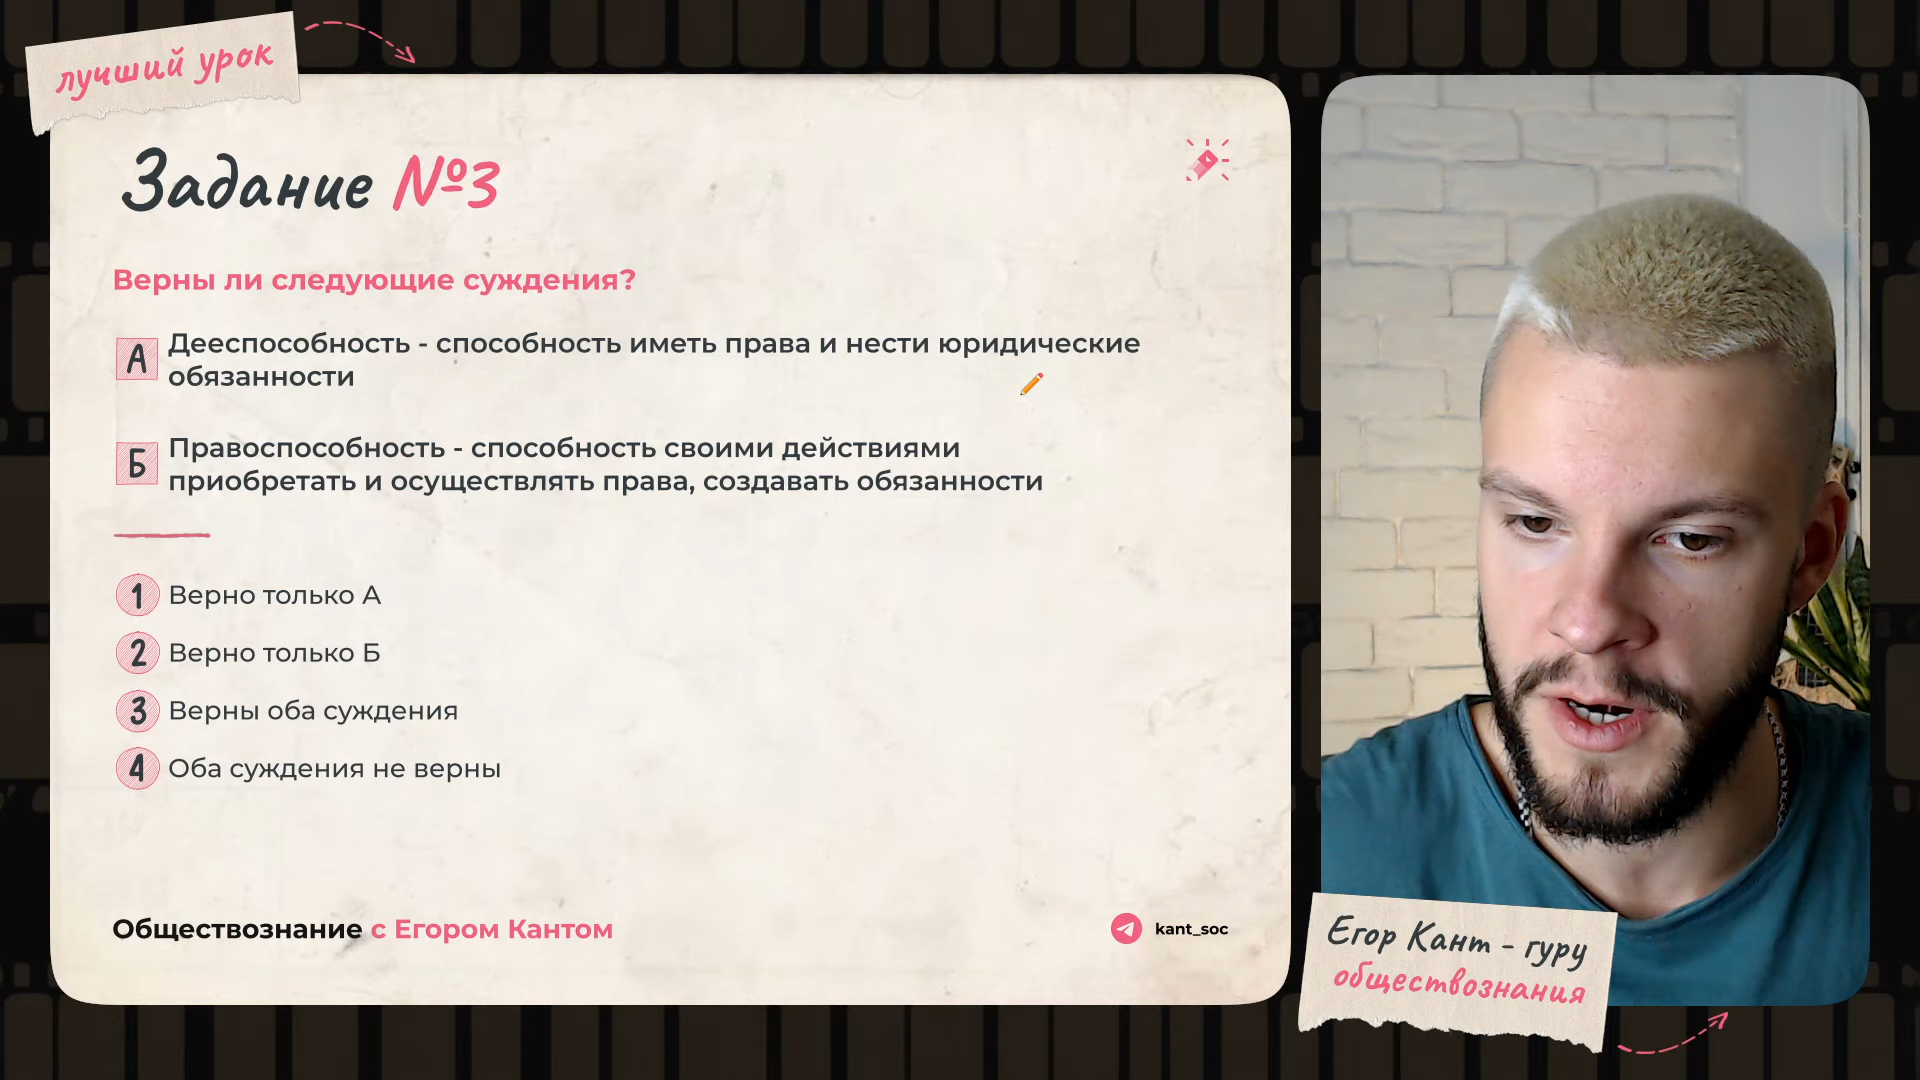 лучший урок
Задание №3
Верны ли следующие суждения?
А Дееспособность - способность иметь права и нести юридические
обязанности
Б Правоспособность - способность своими действиями
приобретать и осуществлять права, создавать обязанности
1 Верно только А
2 Верно только Б
3 Верны оба суждения
4 Оба суждения не верны
Обществознание с Егором Кантом
kant_soc
Егор Кант - гуру
обществознания